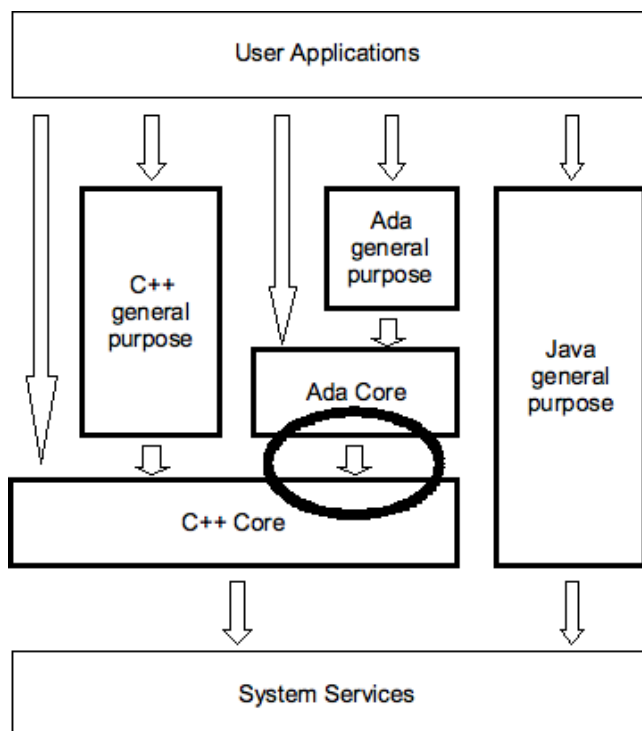 User Applications
Ada
general
purpose
C++
general
purpose
Java
general
purpose
Ada Core
C++ Core
System Services